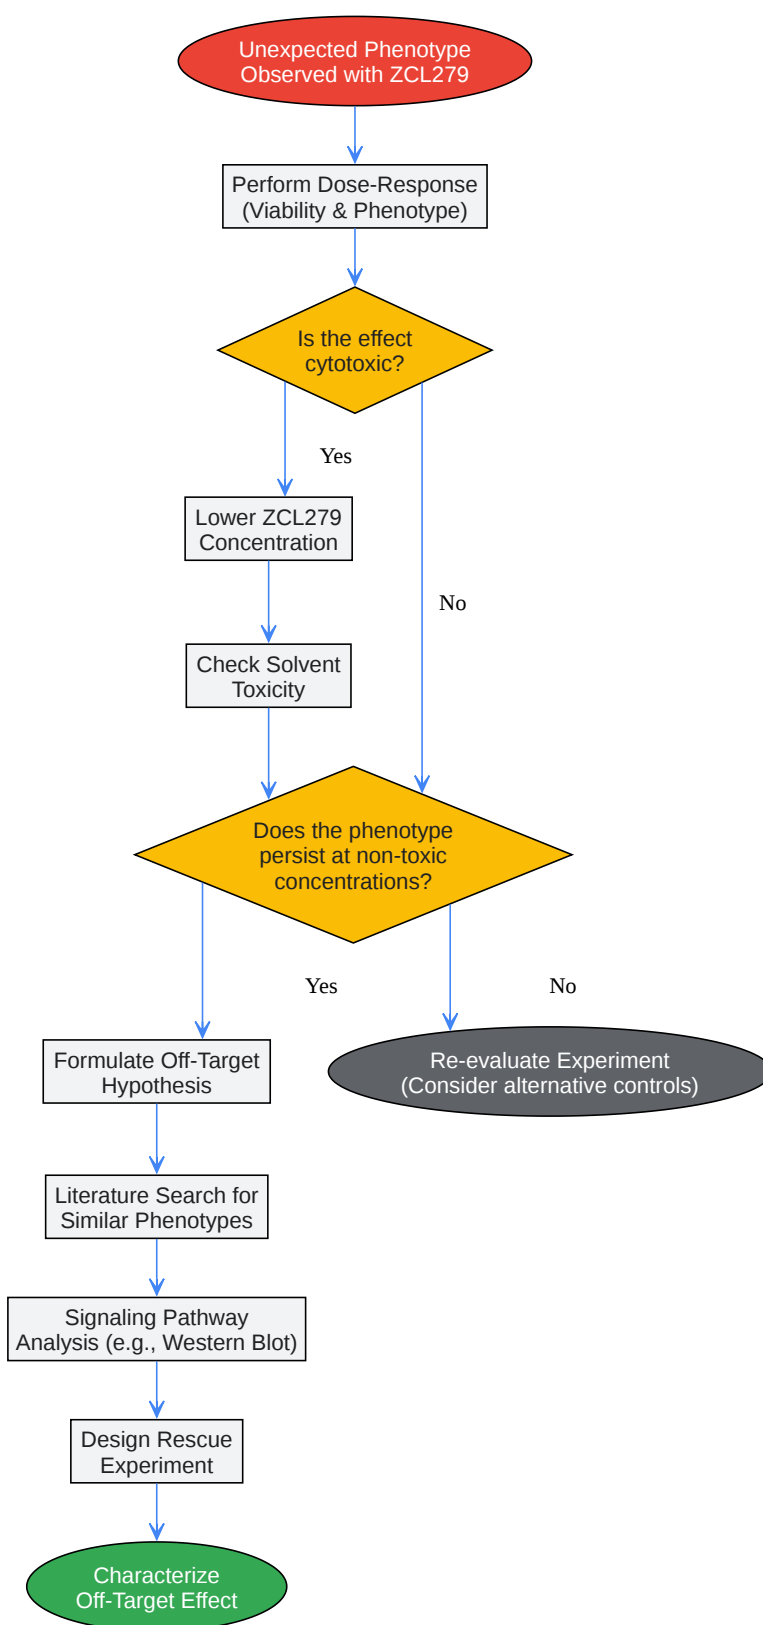 Unexpected Phenotype
Observed with ZCL279
Perform Dose-Response
(Viability & Phenotype)
Is the effect
cytotoxic?
Yes
Lower ZCL279
Concentration
No
Check Solvent
Toxicity
Does the phenotype
persist at non-toxic
concentrations?
Yes
No
Formulate Off-Target
Hypothesis
Re-evaluate Experiment
(Consider alternative controls)
Literature Search for
Similar Phenotypes
Signaling Pathway
Analysis (e.g., Western Blot)
Design Rescue
Experiment
Characterize
Off-Target Effect